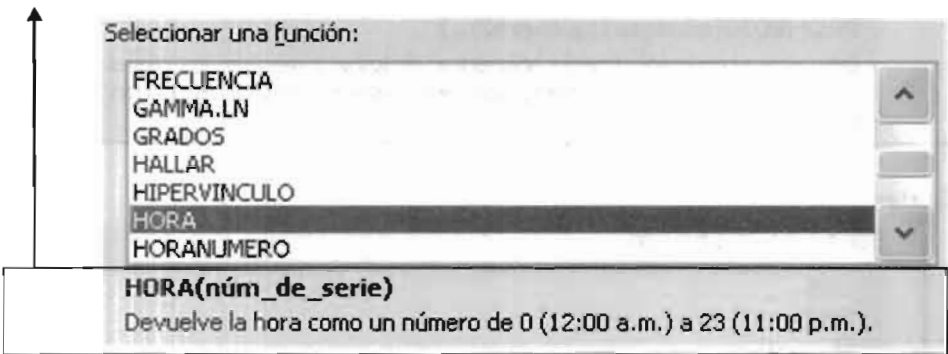 Seleccionar una función:
FRECUENCIA
GAMMA.LN
GRADOS
HALLAR
HIPERVINCULO
HORA
HORANUMERO
HORA(núm_de_serie)
Devuelve la hora como un número de 0 (12:00 a.m.) a 23 (11:00 p.m.).